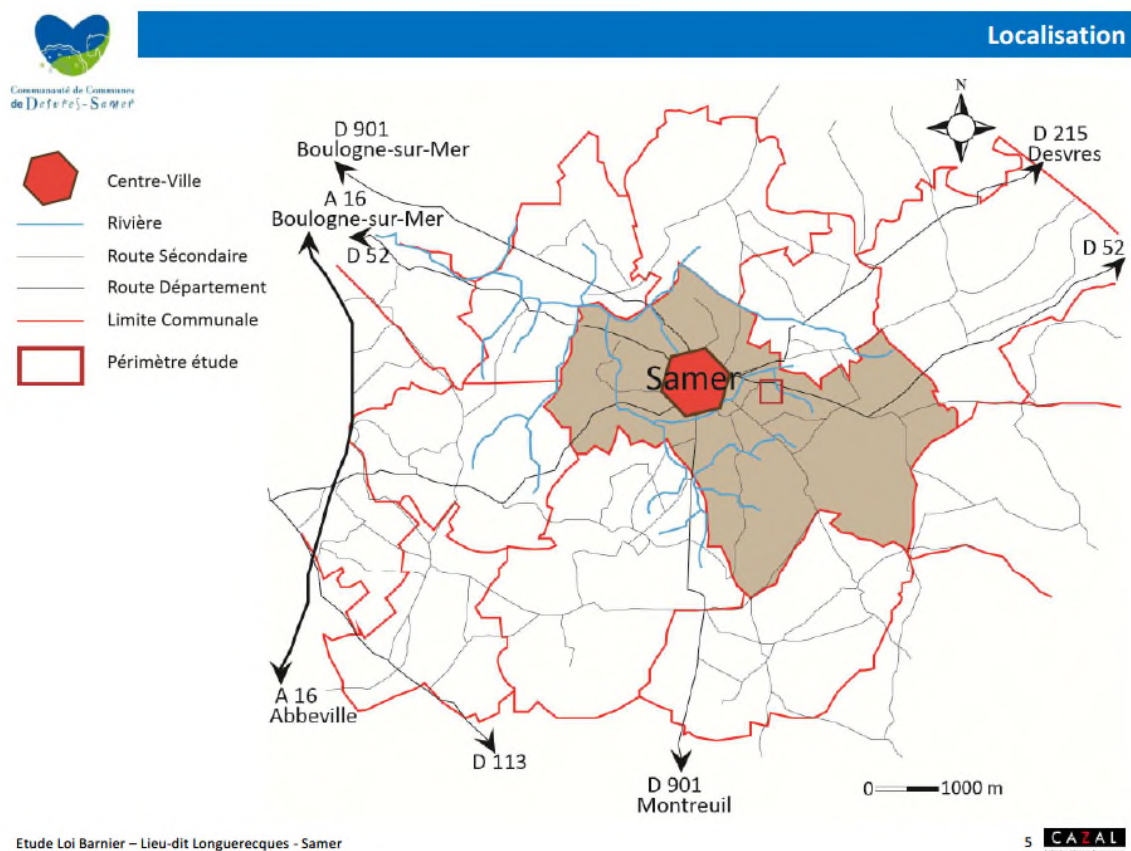 Localisation
Communauté de Communes
de Desvres-Samer
Centre-Ville
Rivière
Route Sécondaire
Route Département
Limite Communale
Périmètre étude
D 901
Boulogne-sur-Mer
A 16
Boulogne-sur-Mer
D 52
N
D 215
Desvres
D 52
Samer
A 16
Abbeville
D 113
D 901
Montreuil
0 1000 m
Etude Loi Barnier – Lieu-dit Longuerecques - Samer
5
CAZAL